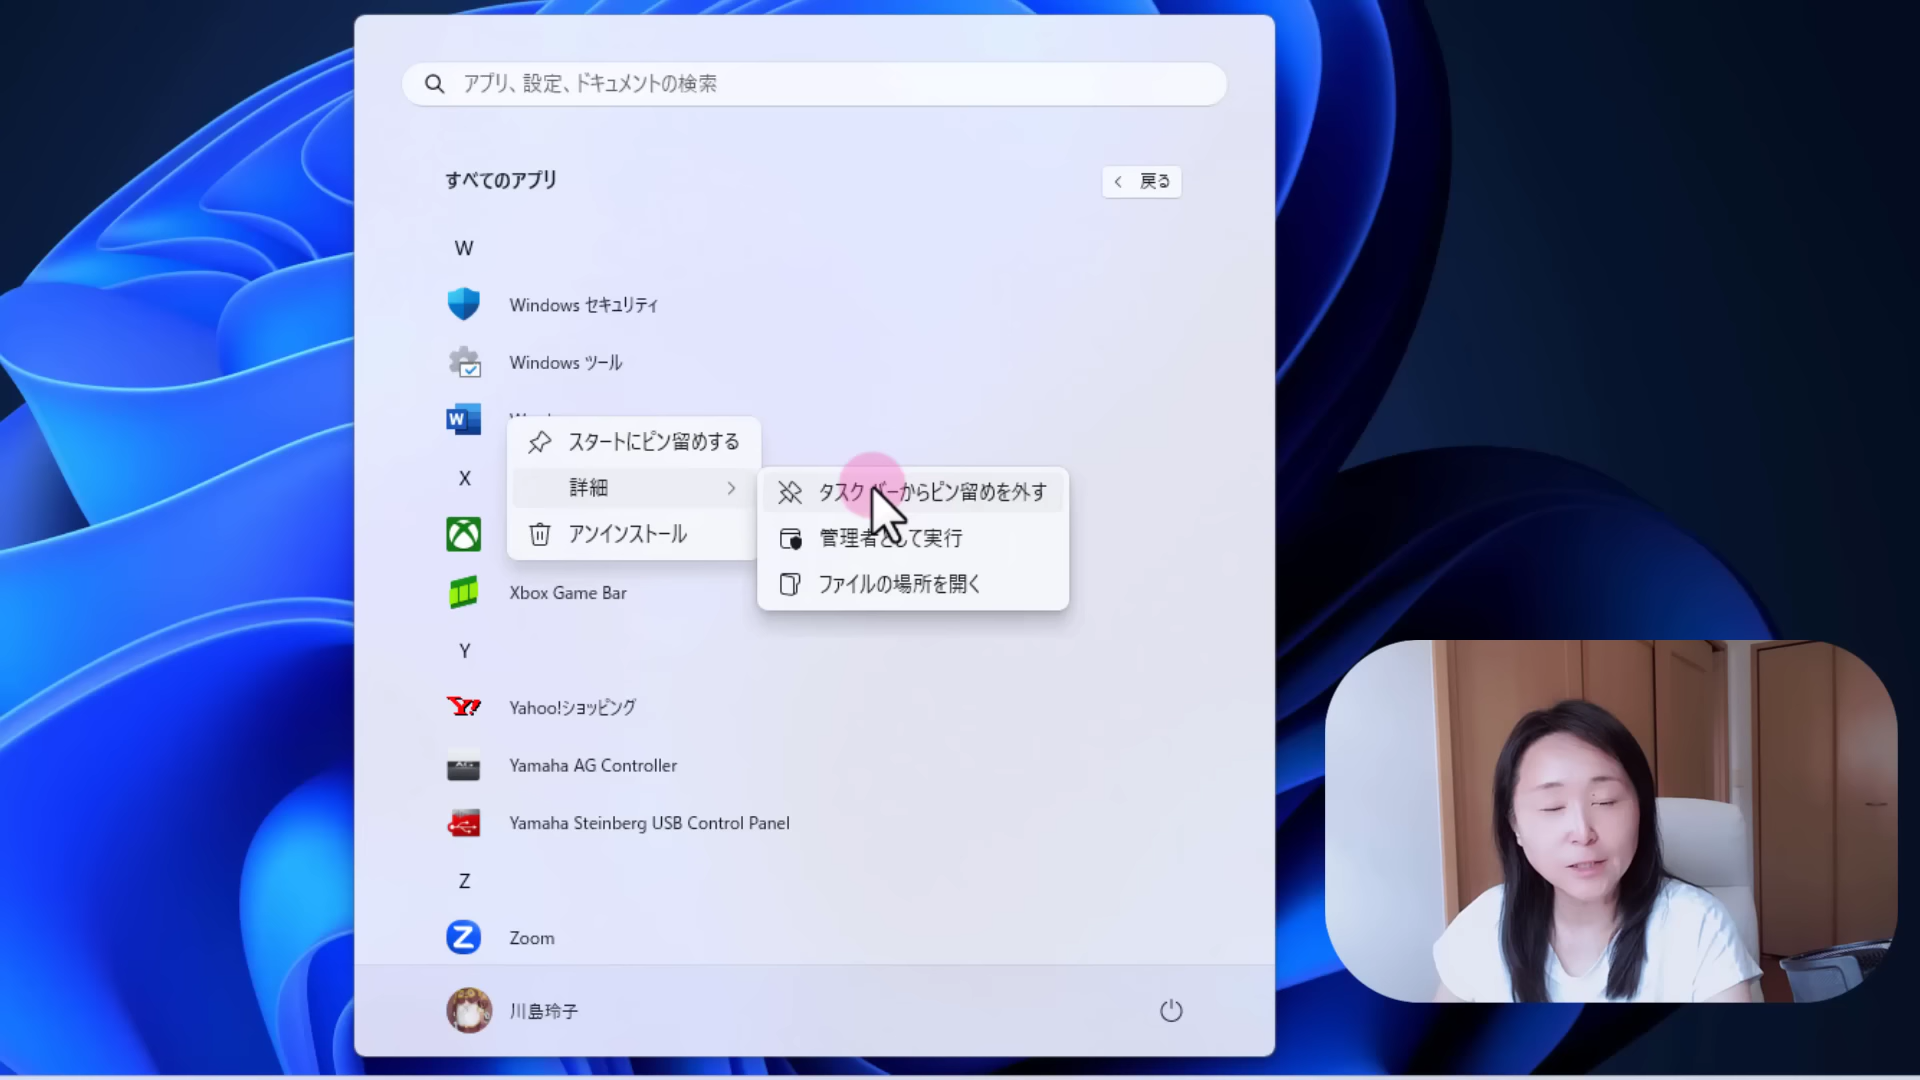 アプリ、設定、ドキュメントの検索
すべてのアプリ
戻る
W
Windows セキュリティ
Windows ツール
スタートにピン留めする
詳細
アンインストール
タスク バーからピン留めを外す
管理者として実行
ファイルの場所を開く
X
Xbox Game Bar
Y
Yahoo!ショッピング
Yamaha AG Controller
Yamaha Steinberg USB Control Panel
Z
Zoom
川島玲子